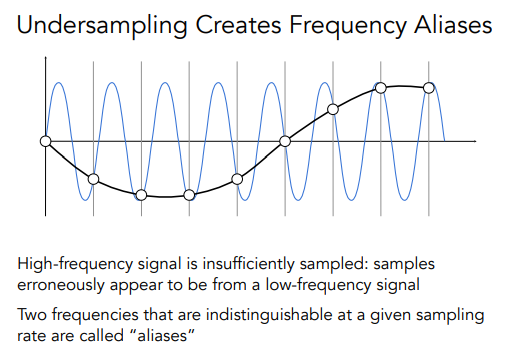 Undersampling Creates Frequency Aliases
High-frequency signal is insufficiently sampled: samples
erroneously appear to be from a low-frequency signal
Two frequencies that are indistinguishable at a given sampling
rate are called “aliases”